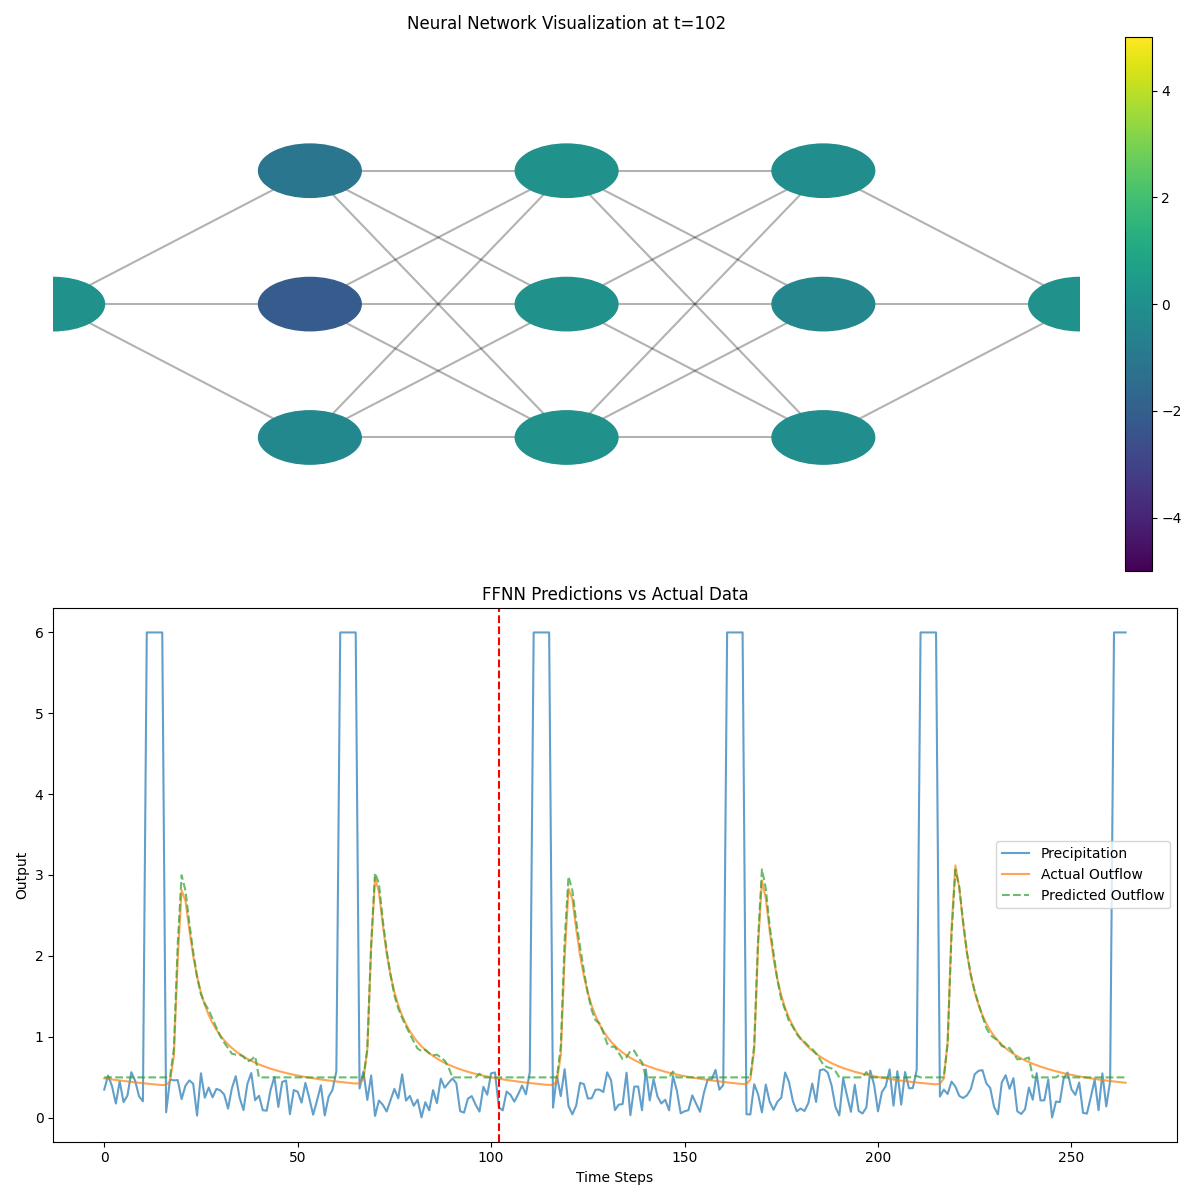 Neural Network Visualization at t=102
4
2
0
−2
−4
FFNN Predictions vs Actual Data
6
5
4
3
2
1
0
Output
Precipitation
Actual Outflow
Predicted Outflow
0
50
100
150
200
250
Time Steps